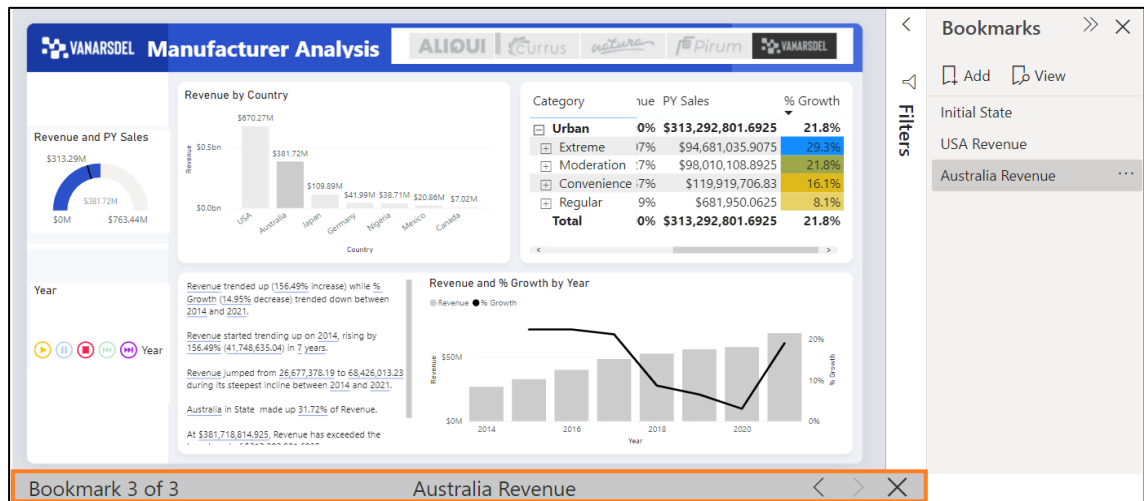 VANARSDEL Manufacturer Analysis
ALIQUI Currus natura Pirum VANARSDEL
Bookmarks
Add View
Initial State
USA Revenue
Australia Revenue
Filters
Revenue and PY Sales
$313.29M
$381.72M
$0M $763.44M
Revenue by Country
$670.27M
$381.72M
$109.89M
$41.99M $38.71M $20.86M $7.02M
$0.5bn
$0.0bn
Revenue
USA Australia Japan Germany Nigeria Mexico Canada
Country
Category nue PY Sales % Growth
Urban 0% $313,292,801.6925 21.8%
Extreme 7% $94,681,035.9075 29.3%
Moderation 7% $98,010,108.8925 21.8%
Convenience 7% $119,919,706.83 16.1%
Regular 9% $681,950.0625 8.1%
Total 0% $313,292,801.6925 21.8%
Year
Year
Revenue trended up (156.49% increase) while %
Growth (14.95% decrease) trended down between
2014 and 2021.
Revenue started trending up on 2014, rising by
156.49% (41,748,635.04) in 7 years.
Revenue jumped from 26,677,378.19 to 68,426,013.23
during its steepest incline between 2014 and 2021.
Australia in State made up 31.72% of Revenue.
At $381,718,814.925, Revenue has exceeded the
Revenue and % Growth by Year
Revenue % Growth
$50M
$0M
Revenue
20%
10%
0%
% Growth
2014 2016 2018 2020
Year
Bookmark 3 of 3 Australia Revenue